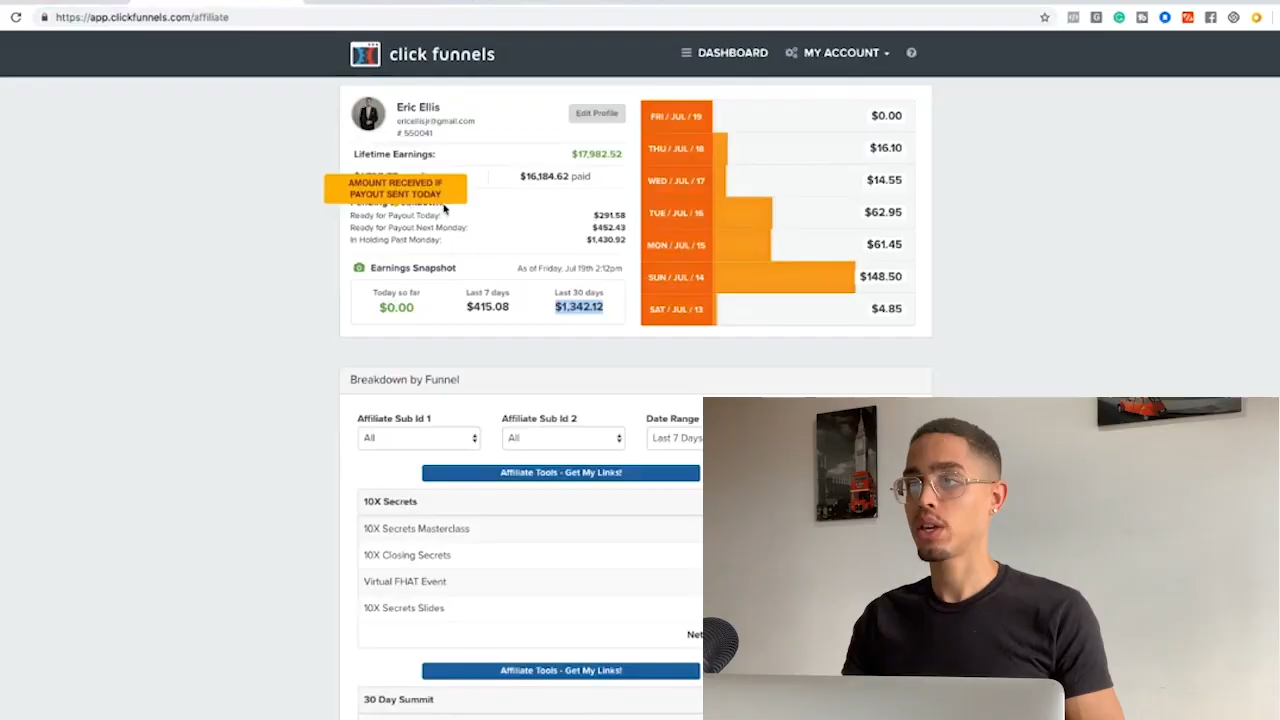 https://app.clickfunnels.com/affiliate
click funnels
DASHBOARD
MY ACCOUNT
Eric Ellis
ericellisjr@gmail.com
# 550041
Edit Profile
Lifetime Earnings:
$17,982.52
$16,184.62 paid
AMOUNT RECEIVED IF
PAYOUT SENT TODAY
Ready for Payout Today:
$291.58
Ready for Payout Next Monday:
$452.43
In Holding Past Monday:
$1,430.92
Earnings Snapshot
As of Friday, Jul 19th 2:12pm
Today so far
Last 7 days
Last 30 days
$0.00
$415.08
$1,342.12
FRI / JUL / 19
$0.00
THU / JUL / 18
$16.10
WED / JUL / 17
$14.55
TUE / JUL / 16
$62.95
MON / JUL / 15
$61.45
SUN / JUL / 14
$148.50
SAT / JUL / 13
$4.85
Breakdown by Funnel
Affiliate Sub Id 1
Affiliate Sub Id 2
Date Range
All
All
Last 7 Days
Affiliate Tools - Get My Links!
10X Secrets
10X Secrets Masterclass
10X Closing Secrets
Virtual FHAT Event
10X Secrets Slides
Net
Affiliate Tools - Get My Links!
30 Day Summit